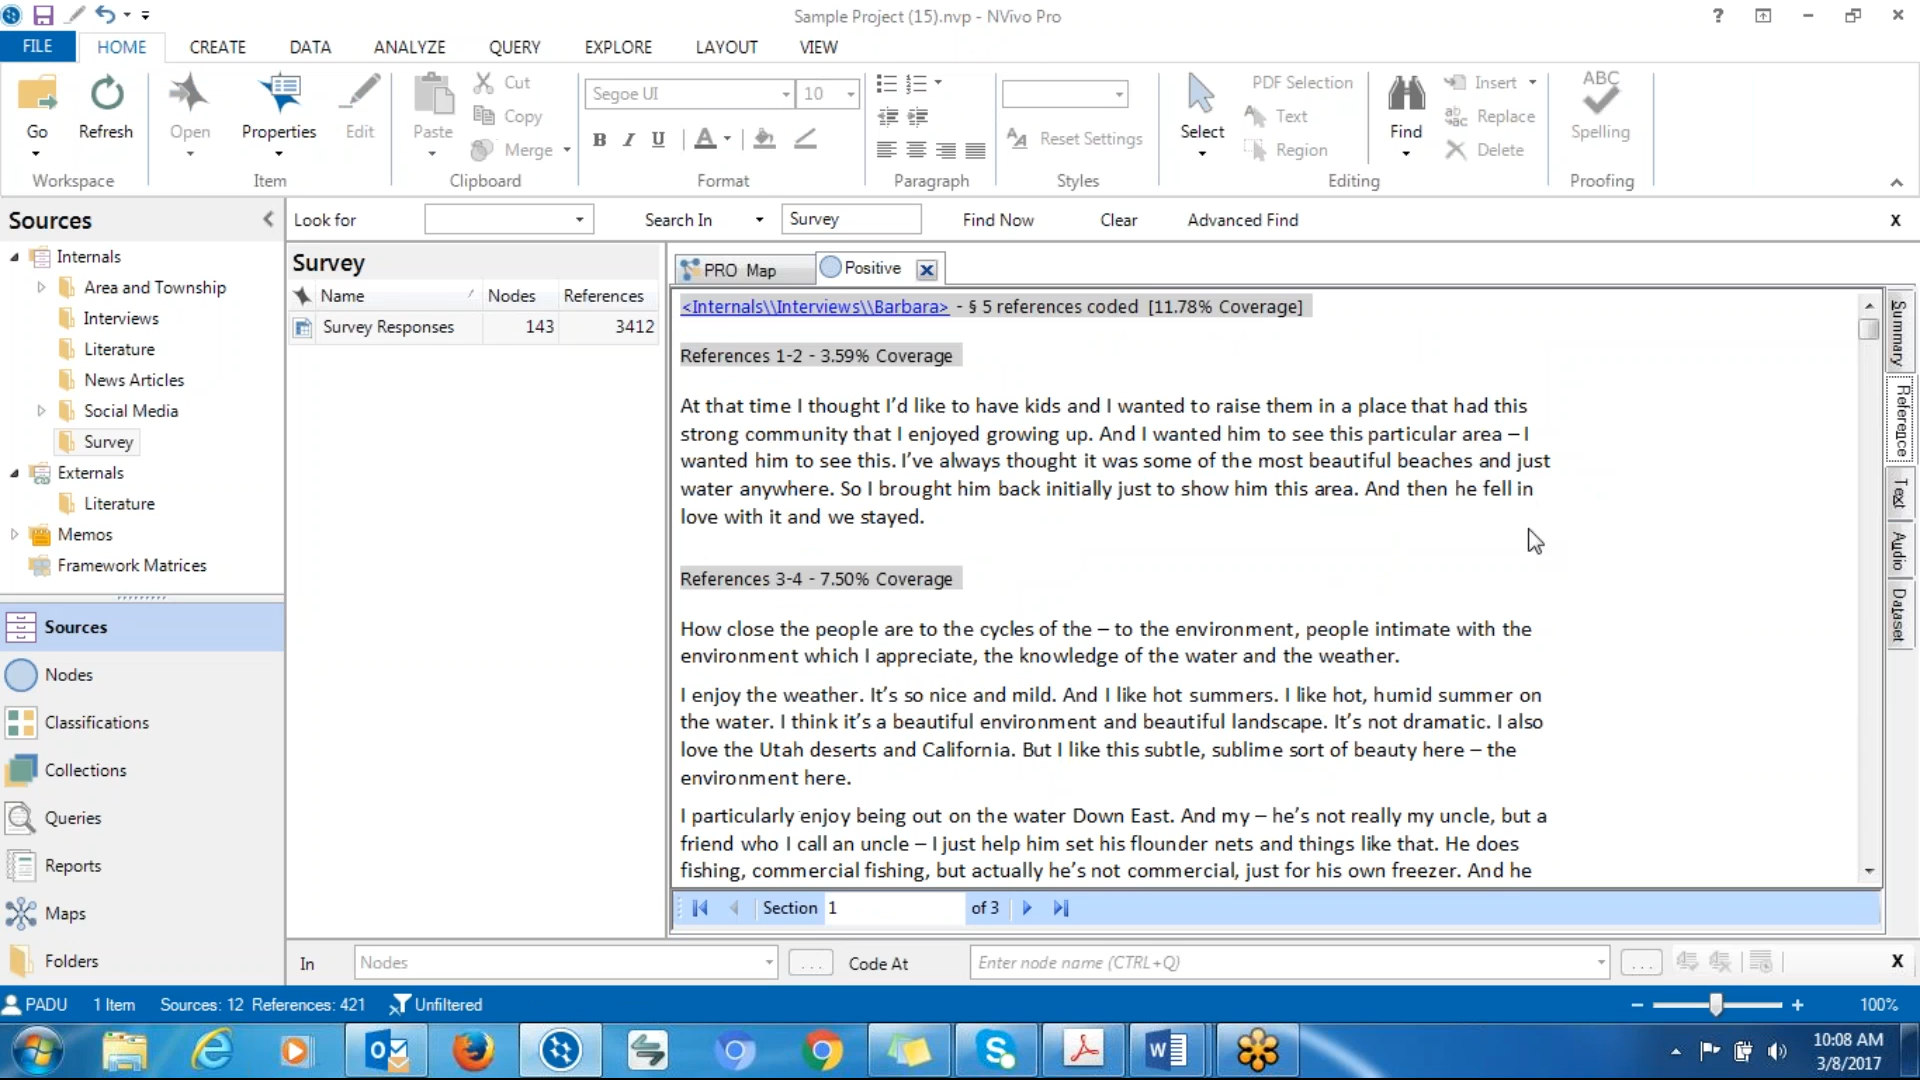 Sample Project (15).nvp - NVivo Pro
?
FILE HOME CREATE DATA ANALYZE QUERY EXPLORE LAYOUT VIEW
Go Refresh Open Properties Edit Paste Cut Copy Merge
Segoe UI 10
B I U A
Reset Settings
Select PDF Selection Text Region Find Insert Replace Delete ABC Spelling
Workspace Item Clipboard Format Paragraph Styles Editing Proofing
Sources
Look for Search In Survey Find Now Clear Advanced Find x
Internals
Area and Township
Interviews
Literature
News Articles
Social Media
Survey
Externals
Literature
Memos
Framework Matrices
Sources
Nodes
Classifications
Collections
Queries
Reports
Maps
Folders
Survey
Name Nodes References
Survey Responses 143 3412
PRO Map Positive
<Internals\\Interviews\\Barbara> - § 5 references coded [11.78% Coverage]
References 1-2 - 3.59% Coverage
At that time I thought I’d like to have kids and I wanted to raise them in a place that had this
strong community that I enjoyed growing up. And I wanted him to see this particular area – I
wanted him to see this. I’ve always thought it was some of the most beautiful beaches and just
water anywhere. So I brought him back initially just to show him this area. And then he fell in
love with it and we stayed.
References 3-4 - 7.50% Coverage
How close the people are to the cycles of the – to the environment, people intimate with the
environment which I appreciate, the knowledge of the water and the weather.
I enjoy the weather. It’s so nice and mild. And I like hot summers. I like hot, humid summer on
the water. I think it’s a beautiful environment and beautiful landscape. It’s not dramatic. I also
love the Utah deserts and California. But I like this subtle, sublime sort of beauty here – the
environment here.
I particularly enjoy being out on the water Down East. And my – he’s not really my uncle, but a
friend who I call an uncle – I just help him set his flounder nets and things like that. He does
fishing, commercial fishing, but actually he’s not commercial, just for his own freezer. And he
Summary
Reference
Text
Audio
Dataset
Section 1 of 3
In Nodes ... Code At Enter node name (CTRL+Q) ... x
PADU 1 Item Sources: 12 References: 421 Unfiltered 100%
10:08 AM
3/8/2017